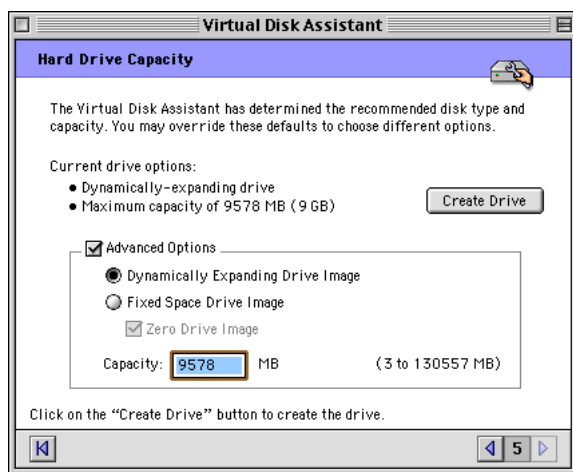 Virtual Disk Assistant
Hard Drive Capacity
The Virtual Disk Assistant has determined the recommended disk type and
capacity. You may override these defaults to choose different options.
Current drive options:
• Dynamically-expanding drive
• Maximum capacity of 9578 MB (9 GB)
Create Drive
Advanced Options
Dynamically Expanding Drive Image
Fixed Space Drive Image
Zero Drive Image
Capacity: 9578 MB (3 to 130557 MB)
Click on the “Create Drive” button to create the drive.
5